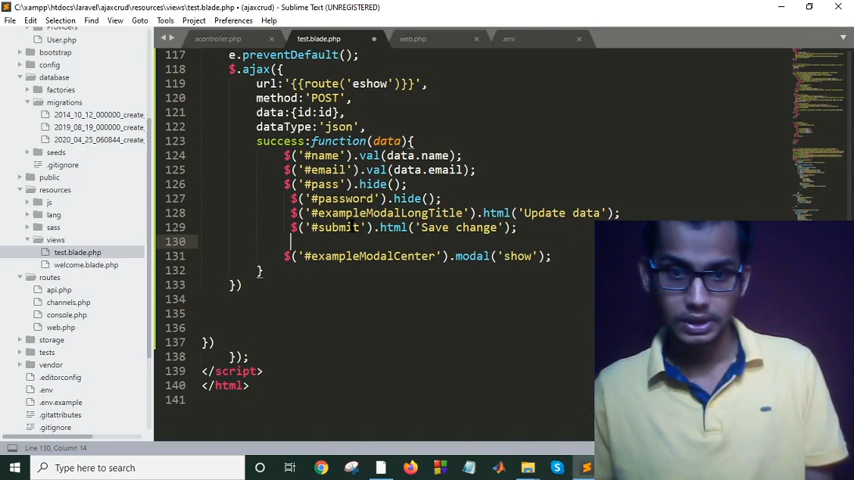 C:\xampp\htdocs\laravel\ajaxcrud\resources\views\test.blade.php • (ajaxcrud) - Sublime Text (UNREGISTERED)
File Edit Selection Find View Goto Tools Project Preferences Help
acontroller.php
test.blade.php
web.php
.env
User.php
bootstrap
config
database
factories
migrations
2014_10_12_000000_create_
2019_08_19_000000_create_
2020_04_25_060844_create_
seeds
.gitignore
public
resources
js
lang
sass
views
test.blade.php
welcome.blade.php
routes
api.php
channels.php
console.php
web.php
storage
tests
vendor
.editorconfig
.env
.env.example
.gitattributes
117 e.preventDefault();
118 $.ajax({
119 url:'{{route('eshow')}}',
120 method:'POST',
121 data:{id:id},
122 dataType:'json',
123 success:function(data){
124 $('#name').val(data.name);
125 $('#email').val(data.email);
126 $('#pass').hide();
127 $('#password').hide();
128 $('#exampleModalLongTitle').html('Update data');
129 $('#submit').html('Save change');
130
131 $('#exampleModalCenter').modal('show');
132 }
133 })
134
135
136
137 })
138 });
139 </script>
140 </html>
141
Line 130, Column 14
Type here to search